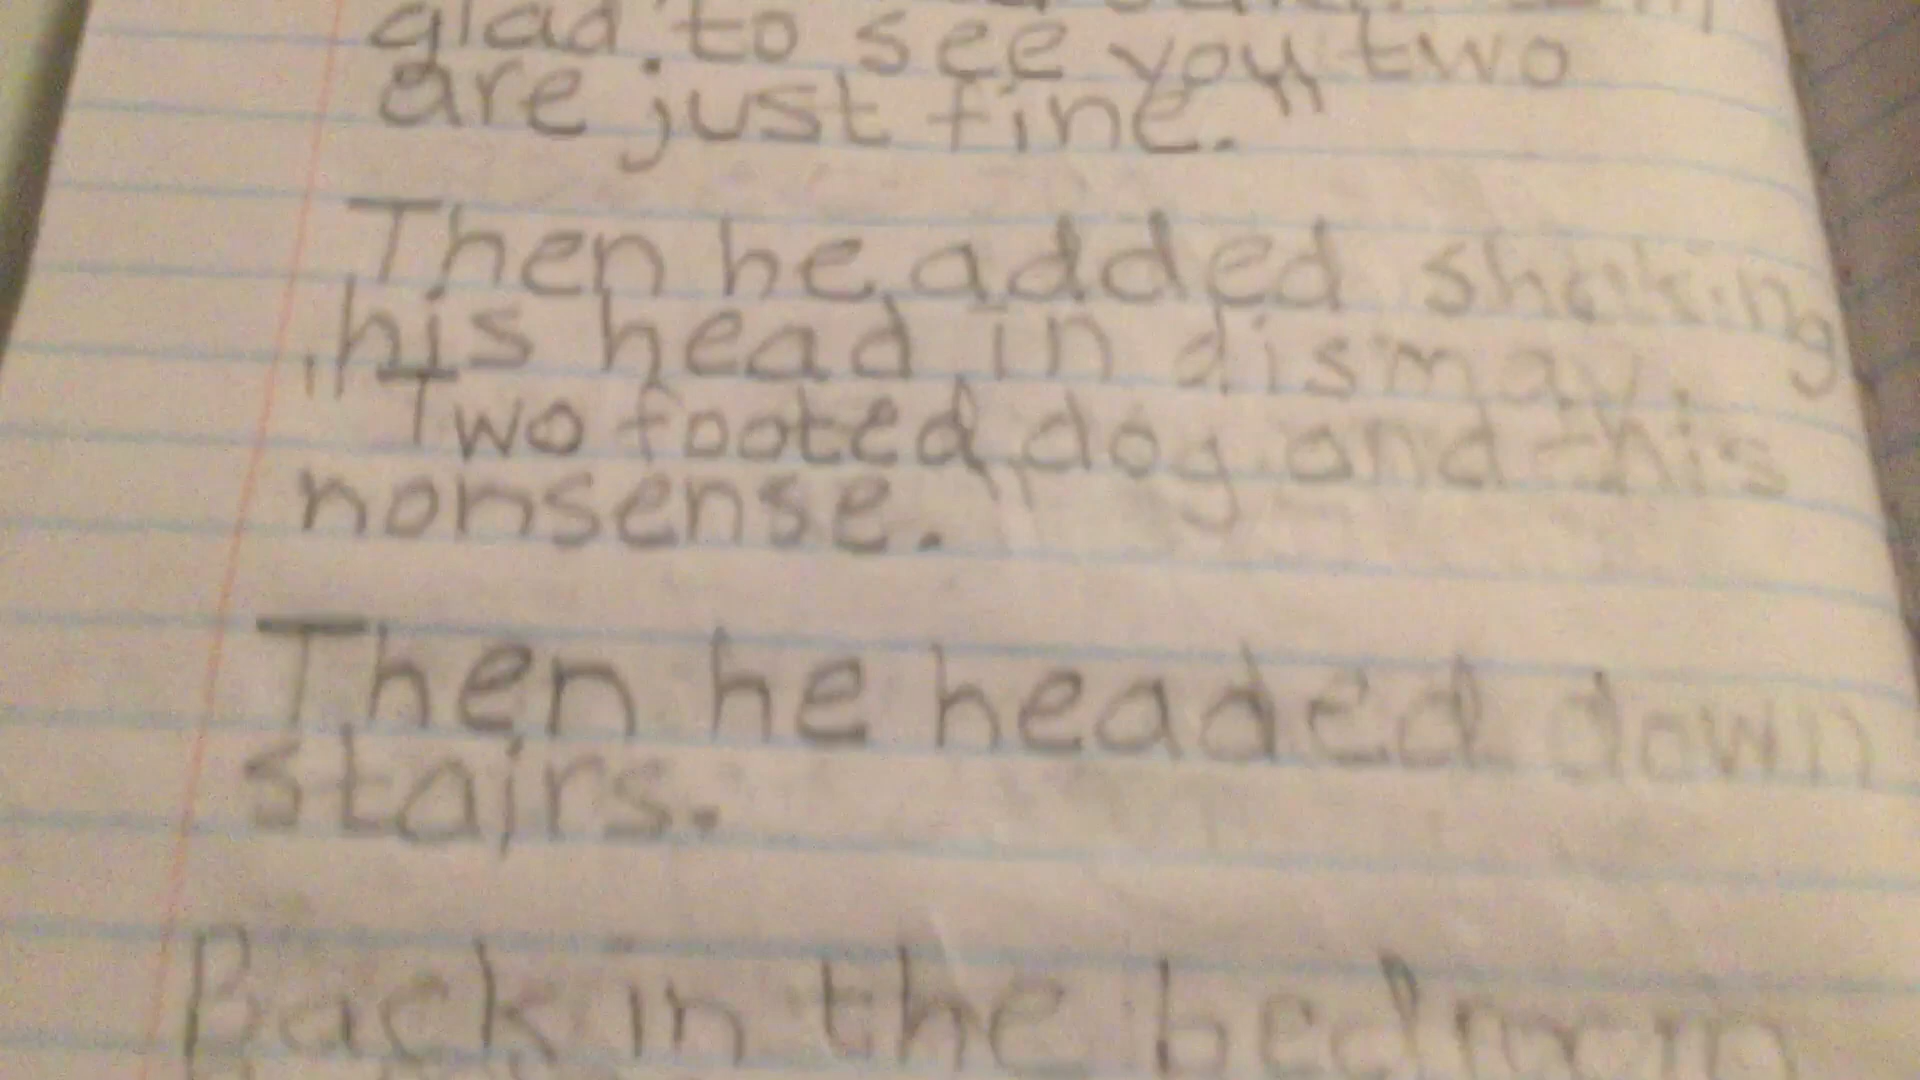 glad to see you two
are just fine."
Then he added shaking
his head in dismay.
"Two footed dog and his
nonsense."
Then he headed down
stairs.
Back in the bedroom